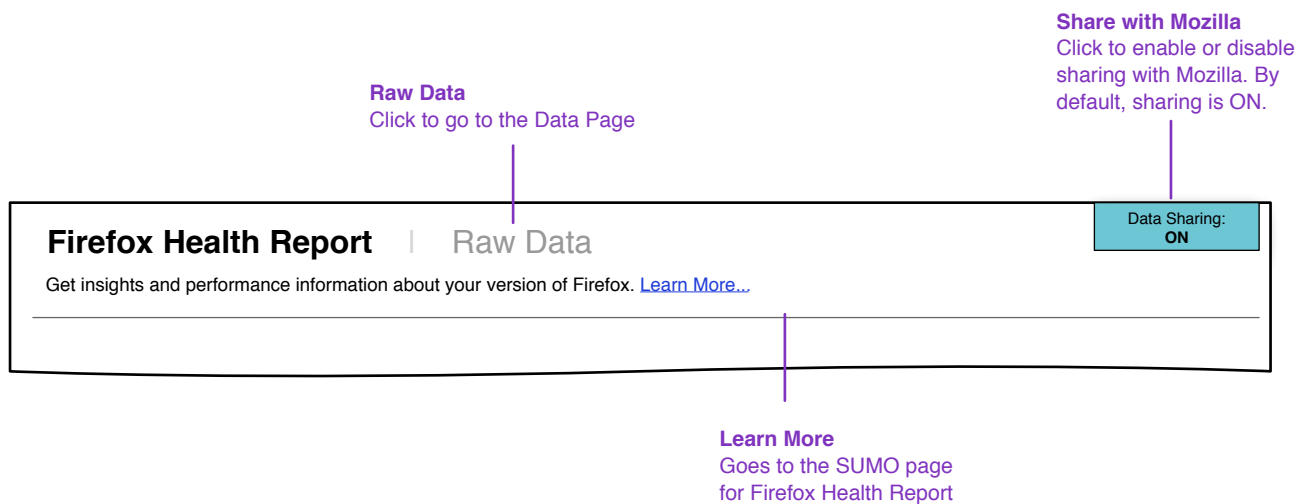 Share with Mozilla
Click to enable or disable
sharing with Mozilla. By
default, sharing is ON.
Raw Data
Click to go to the Data Page
Data Sharing:
ON
Firefox Health Report | Raw Data
Get insights and performance information about your version of Firefox. Learn More...
Learn More
Goes to the SUMO page
for Firefox Health Report